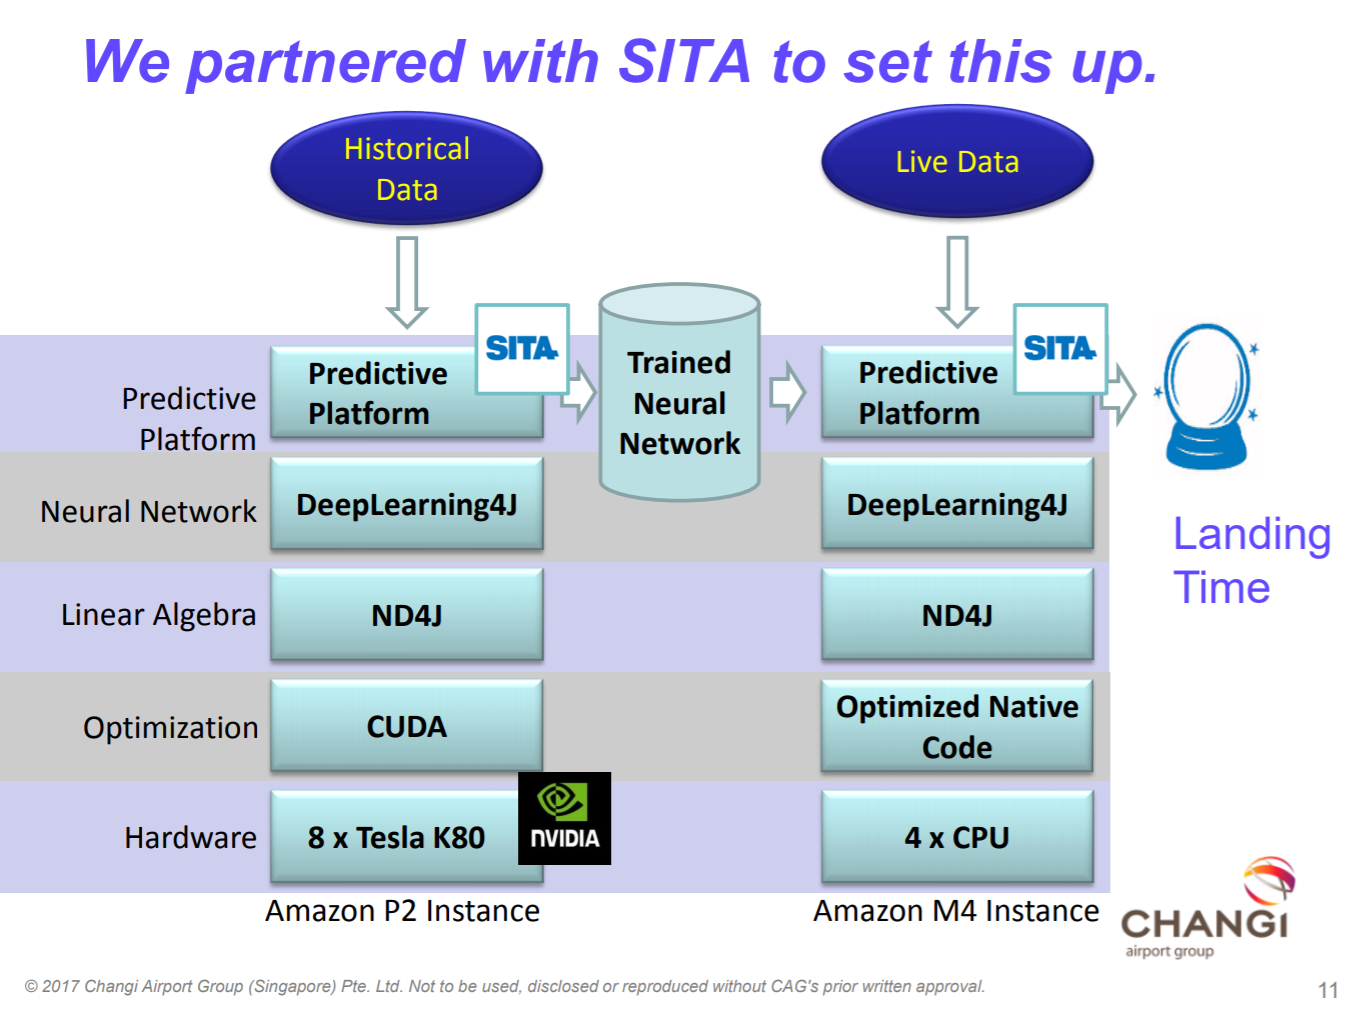 We partnered with SITA to set this up.
Historical
Data
Live Data
SITA
SITA
Predictive
Platform
Predictive
Platform
Trained
Neural
Network
Predictive
Platform
Landing
Time
Neural Network
DeepLearning4J
DeepLearning4J
Linear Algebra
ND4J
ND4J
Optimization
CUDA
Optimized Native
Code
Hardware
8 x Tesla K80
NVIDIA
4 x CPU
Amazon P2 Instance
Amazon M4 Instance
CHANGI
airport group
© 2017 Changi Airport Group (Singapore) Pte. Ltd. Not to be used, disclosed or reproduced without CAG's prior written approval.
11